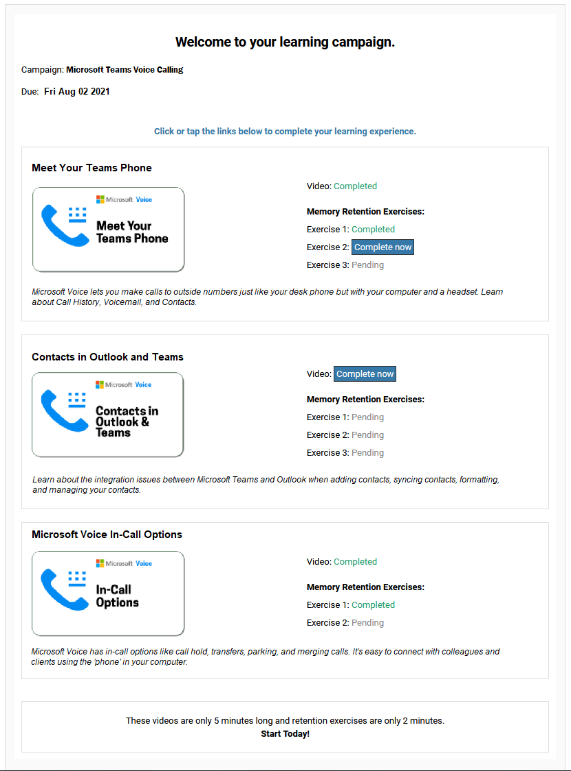 Welcome to your learning campaign.
Campaign: Microsoft Teams Voice Calling
Due: Fri Aug 02 2021
Click or tap the links below to complete your learning experience.
Meet Your Teams Phone
Microsoft Voice
Meet Your
Teams Phone
Video: Completed
Memory Retention Exercises:
Exercise 1: Completed
Exercise 2: Complete now
Exercise 3: Pending
Microsoft Voice lets you make calls to outside numbers just like your desk phone but with your computer and a headset. Learn
about Call History, Voicemail, and Contacts.
Contacts in Outlook and Teams
Microsoft Voice
Contacts in
Outlook &
Teams
Video: Complete now
Memory Retention Exercises:
Exercise 1: Pending
Exercise 2: Pending
Exercise 3: Pending
Learn about the integration issues between Microsoft Teams and Outlook when adding contacts, syncing contacts, formatting,
and managing your contacts.
Microsoft Voice In-Call Options
Microsoft Voice
In-Call
Options
Video: Completed
Memory Retention Exercises:
Exercise 1: Completed
Exercise 2: Pending
Microsoft Voice has in-call options like call hold, transfers, parking, and merging calls. It's easy to connect with colleagues and
clients using the 'phone' in your computer.
These videos are only 5 minutes long and retention exercises are only 2 minutes.
Start Today!